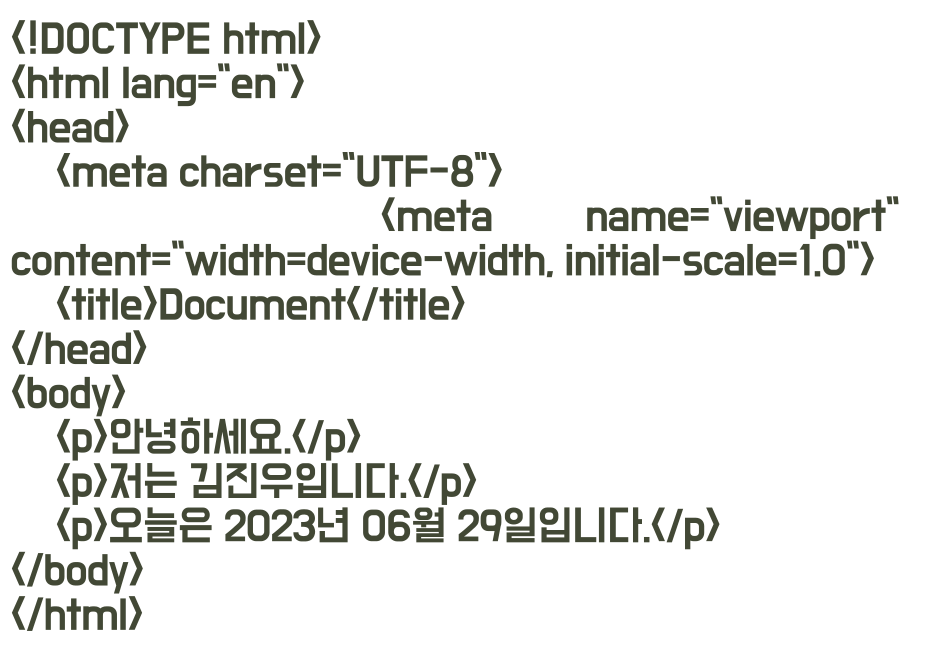 <!DOCTYPE html>
<html lang="en">
<head>
<meta charset="UTF-8">
<meta name="viewport"
content="width=device-width, initial-scale=1.0">
<title>Document</title>
</head>
<body>
<p>안녕하세요.</p>
<p>저는 김진우입니다.</p>
<p>오늘은 2023년 06월 29일입니다.</p>
</body>
</html>